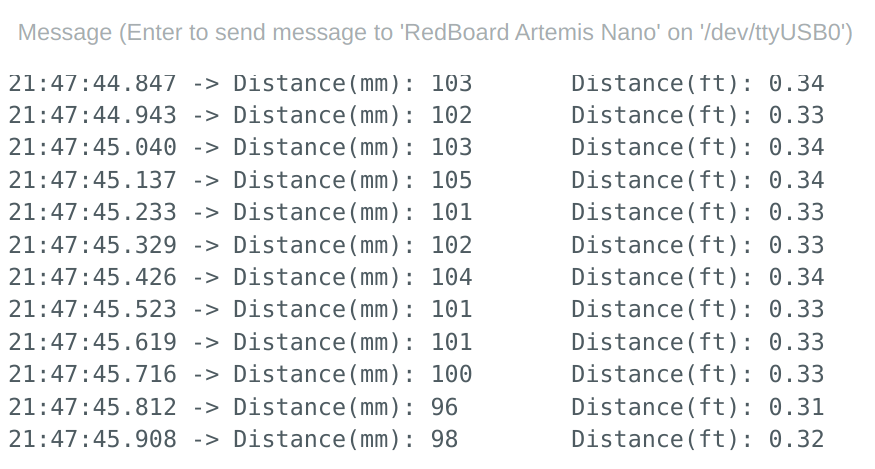 Message (Enter to send message to 'RedBoard Artemis Nano' on '/dev/ttyUSB0')
21:47:44.847 -> Distance(mm): 103	Distance(ft): 0.34
21:47:44.943 -> Distance(mm): 102	Distance(ft): 0.33
21:47:45.040 -> Distance(mm): 103	Distance(ft): 0.34
21:47:45.137 -> Distance(mm): 105	Distance(ft): 0.34
21:47:45.233 -> Distance(mm): 101	Distance(ft): 0.33
21:47:45.329 -> Distance(mm): 102	Distance(ft): 0.33
21:47:45.426 -> Distance(mm): 104	Distance(ft): 0.34
21:47:45.523 -> Distance(mm): 101	Distance(ft): 0.33
21:47:45.619 -> Distance(mm): 101	Distance(ft): 0.33
21:47:45.716 -> Distance(mm): 100	Distance(ft): 0.33
21:47:45.812 -> Distance(mm): 96	Distance(ft): 0.31
21:47:45.908 -> Distance(mm): 98	Distance(ft): 0.32